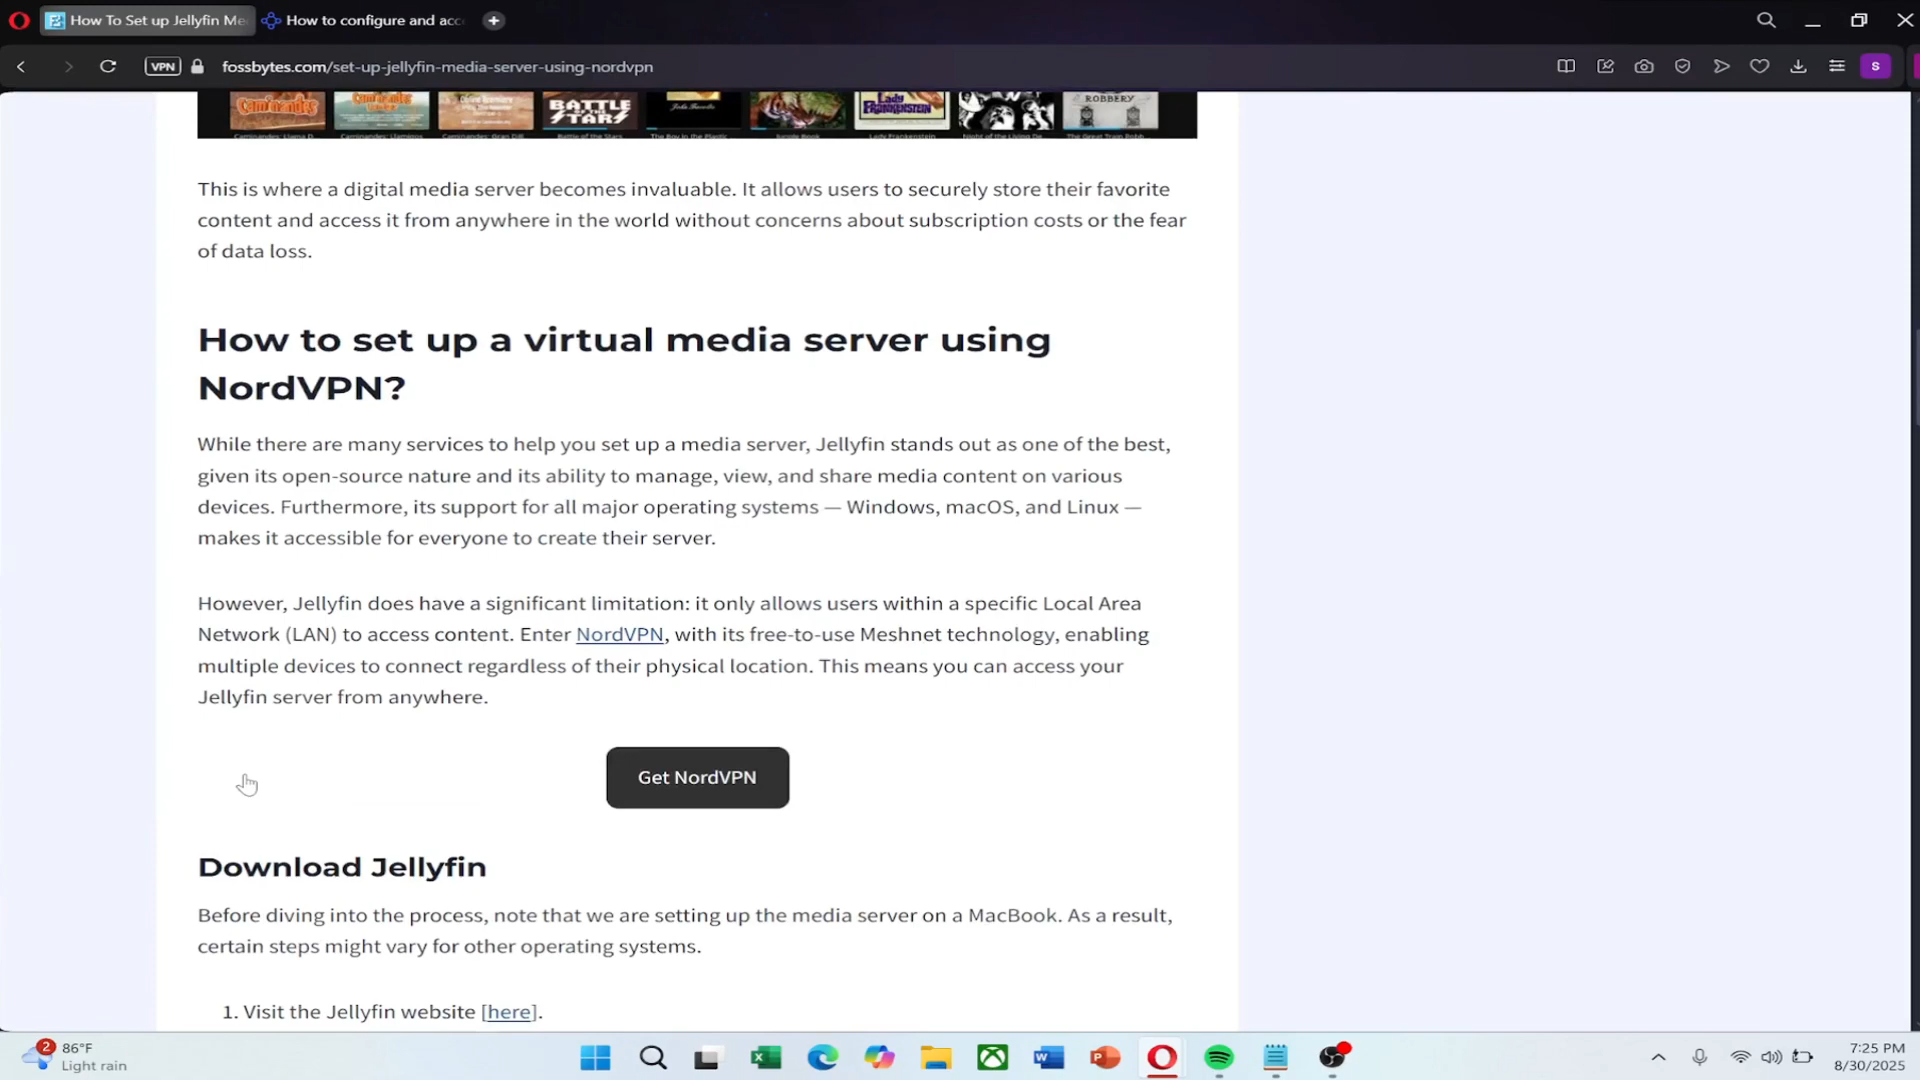 How To Set up Jellyfin Me
How to configure and acc
VPN
fossbytes.com/set-up-jellyfin-media-server-using-nordvpn
S
BATTLE
OF THE
STARS
Lady
FRANKENSTEIN
ROBBERY
This is where a digital media server becomes invaluable. It allows users to securely store their favorite
content and access it from anywhere in the world without concerns about subscription costs or the fear
of data loss.
How to set up a virtual media server using
NordVPN?
While there are many services to help you set up a media server, Jellyfin stands out as one of the best,
given its open-source nature and its ability to manage, view, and share media content on various
devices. Furthermore, its support for all major operating systems — Windows, macOS, and Linux —
makes it accessible for everyone to create their server.
However, Jellyfin does have a significant limitation: it only allows users within a specific Local Area
Network (LAN) to access content. Enter NordVPN, with its free-to-use Meshnet technology, enabling
multiple devices to connect regardless of their physical location. This means you can access your
Jellyfin server from anywhere.
Get NordVPN
Download Jellyfin
Before diving into the process, note that we are setting up the media server on a MacBook. As a result,
certain steps might vary for other operating systems.
1. Visit the Jellyfin website [here].
2
86°F
Light rain
7:25 PM
8/30/2025